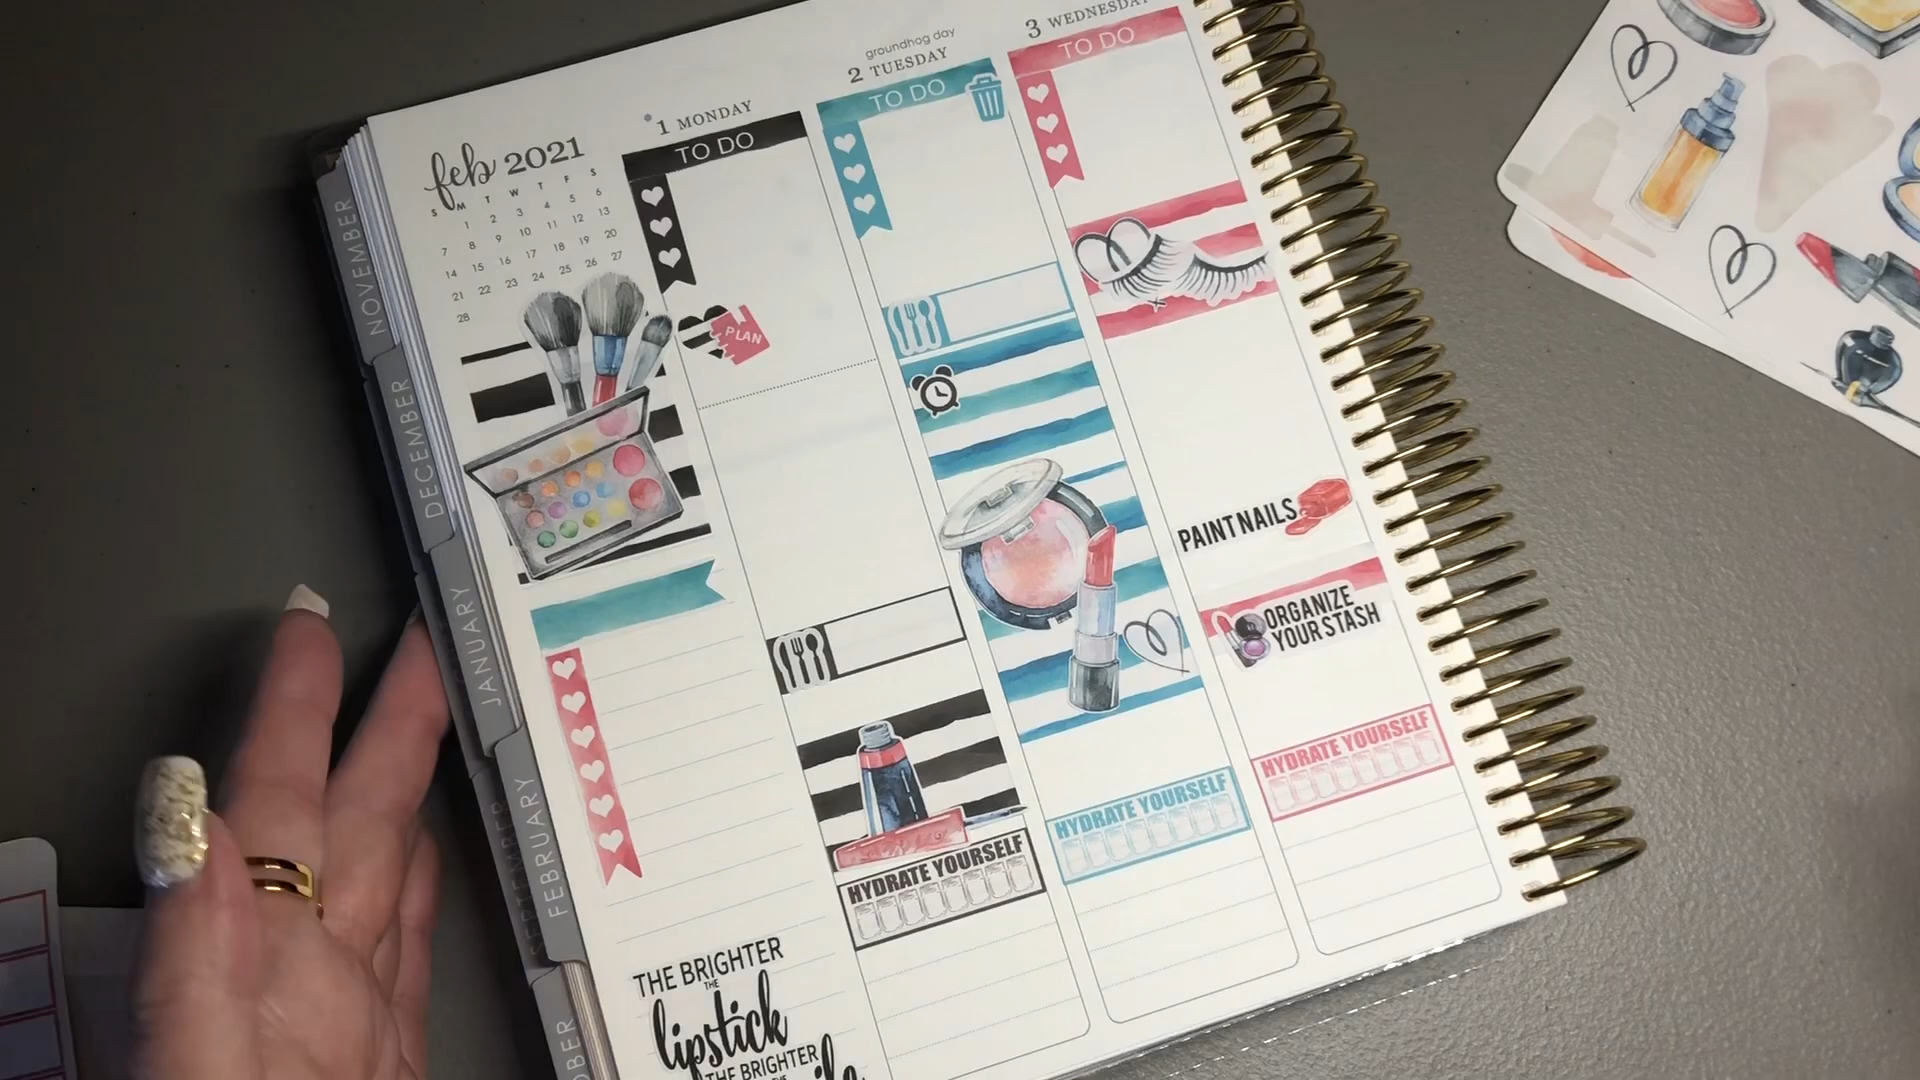 feb 2021
S M T W T F S
1 2 3 4 5 6
7 8 9 10 11 12 13
14 15 16 17 18 19 20
21 22 23 24 25 26 27
28
1 MONDAY
TO DO
PLAN
HYDRATE YOURSELF
groundhog day
2 TUESDAY
TO DO
HYDRATE YOURSELF
3 WEDNESDAY
TO DO
PAINT NAILS
ORGANIZE
YOUR STASH
HYDRATE YOURSELF
THE BRIGHTER
THE
lipstick
THE BRIGHTER
THE
NOVEMBER
DECEMBER
JANUARY
FEBRUARY
SEPTEMBER
OBER